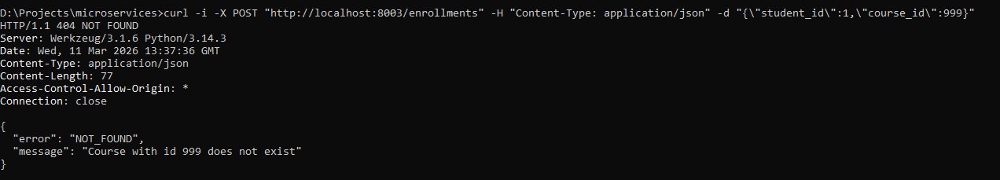 D:\Projects\microservices>curl -i -X POST "http://localhost:8003/enrollments" -H "Content-Type: application/json" -d "{\"student_id\":1,\"course_id\":999}"
HTTP/1.1 404 NOT FOUND
Server: Werkzeug/3.1.6 Python/3.14.3
Date: Wed, 11 Mar 2026 13:37:36 GMT
Content-Type: application/json
Content-Length: 77
Access-Control-Allow-Origin: *
Connection: close

{
  "error": "NOT_FOUND",
  "message": "Course with id 999 does not exist"
}